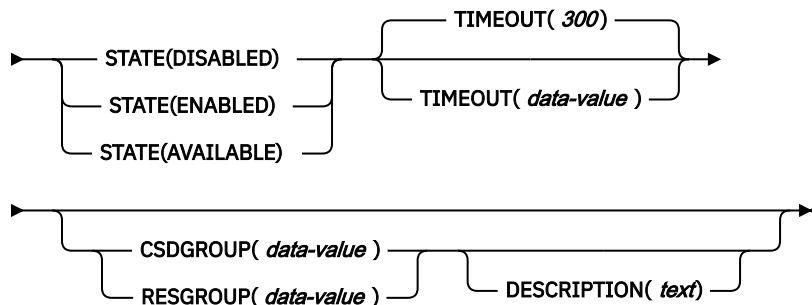 TIMEOUT( 300)
STATE(DISABLED)
TIMEOUT( data-value )
STATE(ENABLED)
STATE(AVAILABLE)
CSDGROUP( data-value )
RESGROUP( data-value )
DESCRIPTION( text)